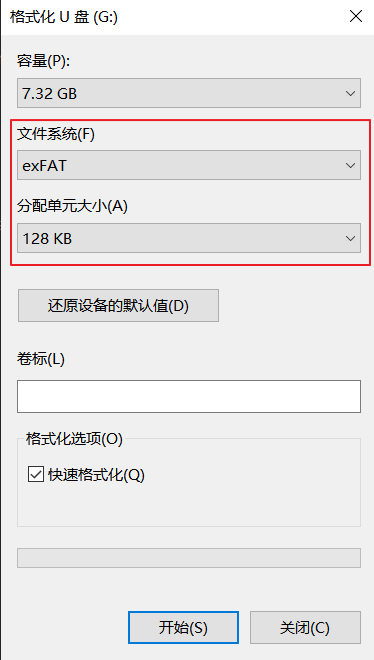 格式化 U 盘 (G:)
容量(P):
7.32 GB
文件系统(F)
exFAT
分配单元大小(A)
128 KB
还原设备的默认值(D)
卷标(L)
格式化选项(O)
快速格式化(Q)
开始(S)
关闭(C)